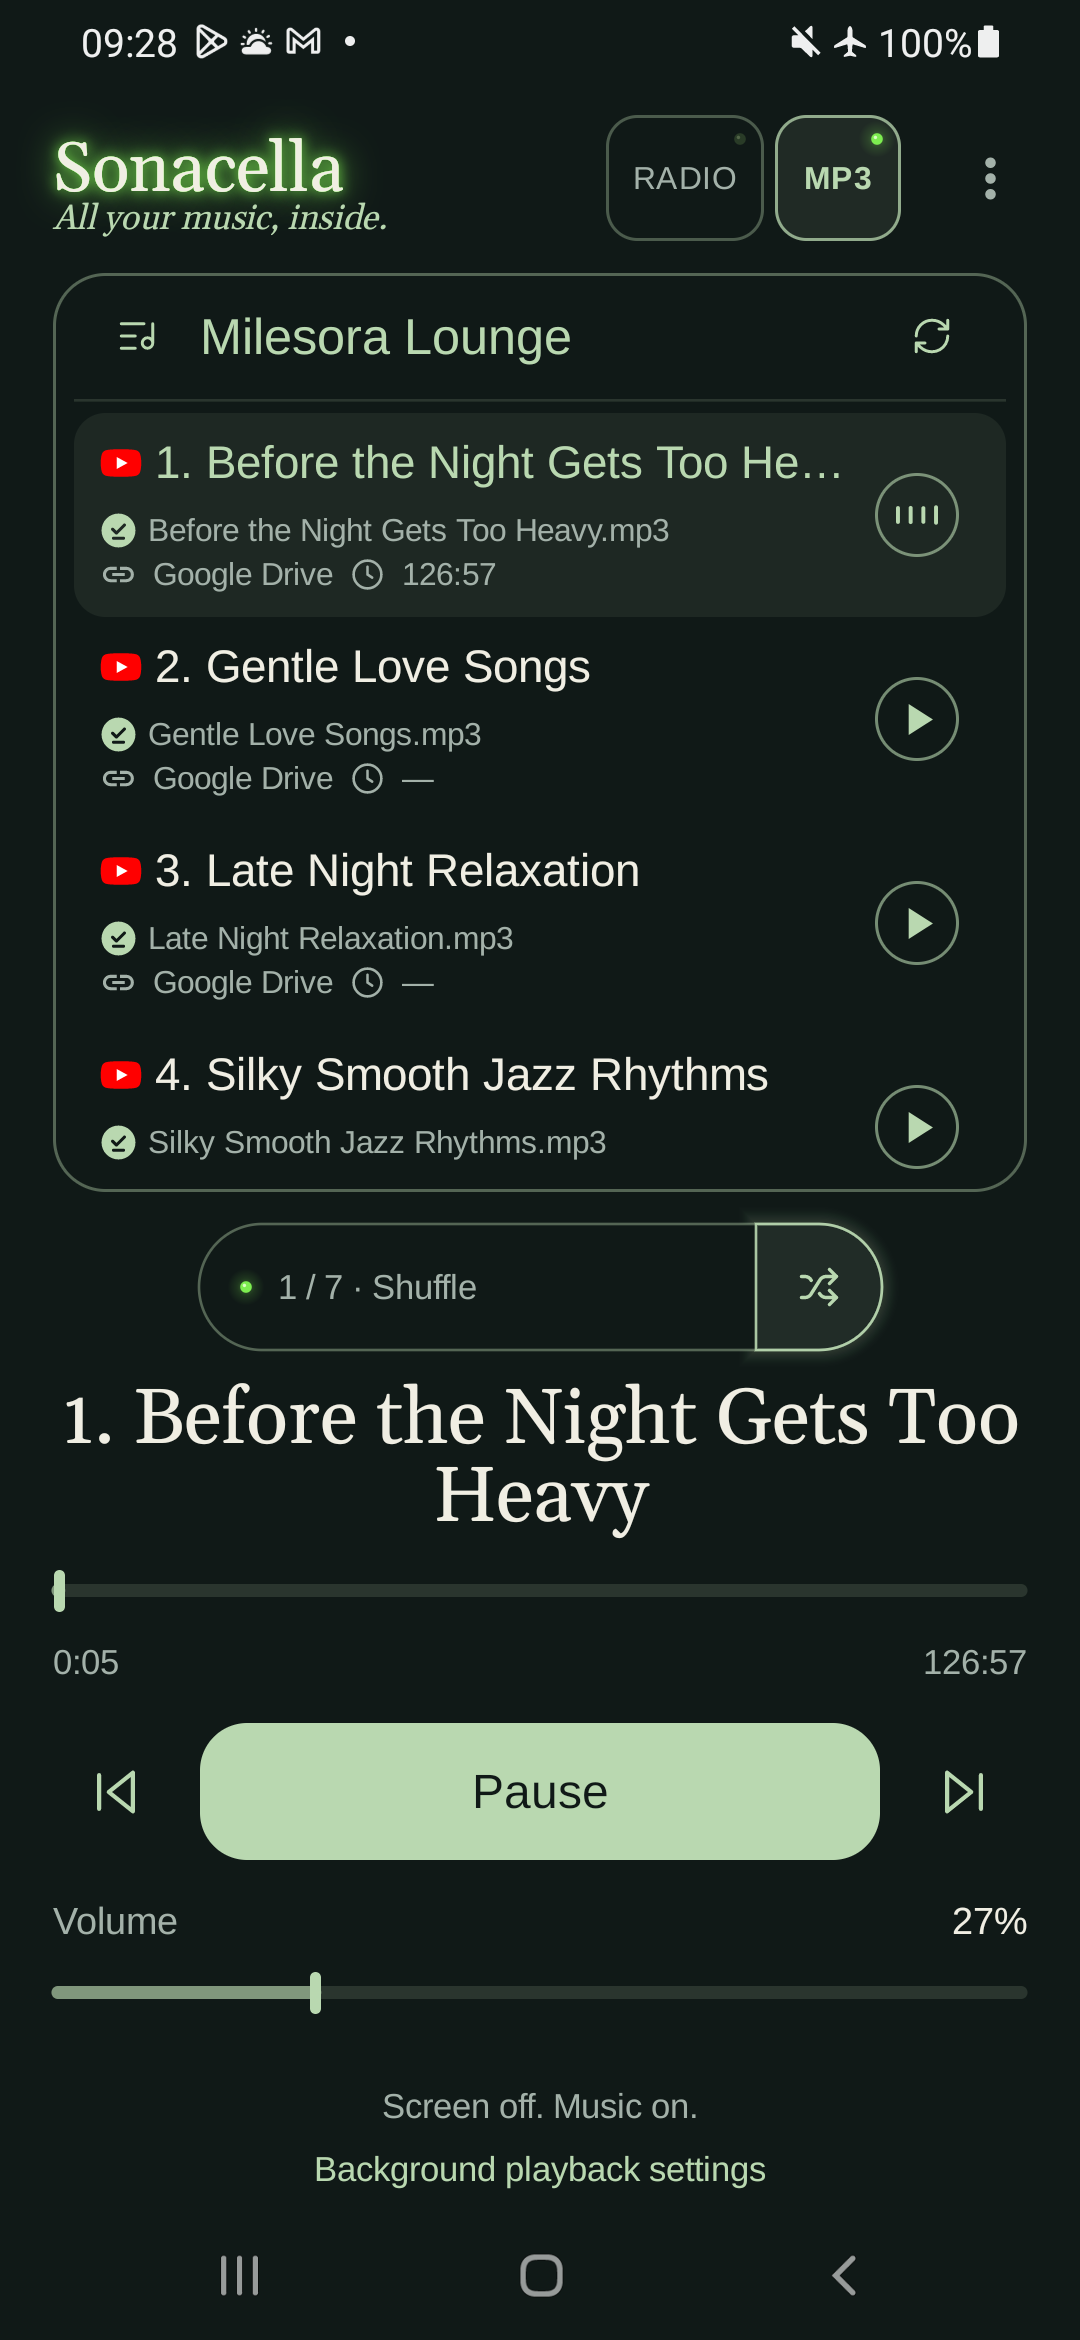 09:28
100%
Sonacella
All your music, inside.
RADIO
MP3
Milesora Lounge
1. Before the Night Gets Too He...
Before the Night Gets Too Heavy.mp3
Google Drive 126:57
2. Gentle Love Songs
Gentle Love Songs.mp3
Google Drive —
3. Late Night Relaxation
Late Night Relaxation.mp3
Google Drive —
4. Silky Smooth Jazz Rhythms
Silky Smooth Jazz Rhythms.mp3
1 / 7 · Shuffle
1. Before the Night Gets Too
Heavy
0:05
126:57
Pause
Volume
27%
Screen off. Music on.
Background playback settings